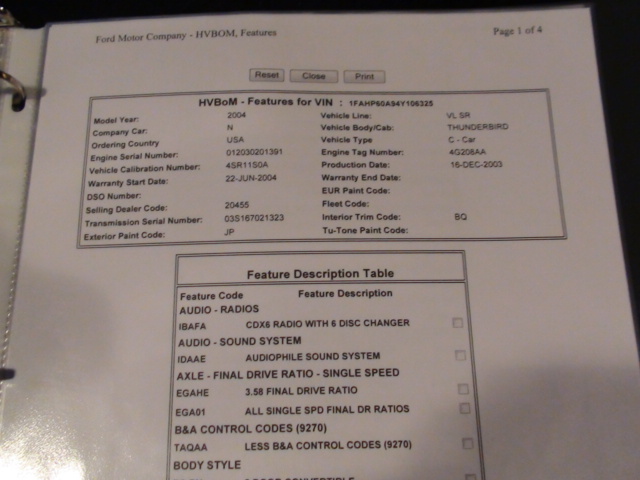 Ford Motor Company - HVBOM, Features Page 1 of 4
Reset Close Print
HVBoM - Features for VIN : 1FAHP60A94Y106325
Model Year: 2004 Vehicle Line: VL SR
Company Car: N Vehicle Body/Cab: THUNDERBIRD
Ordering Country USA Vehicle Type C - Car
Engine Serial Number: 012030201391 Engine Tag Number: 4G208AA
Vehicle Calibration Number: 4SR11S0A Production Date: 16-DEC-2003
Warranty Start Date: 22-JUN-2004 Warranty End Date:
DSO Number: EUR Paint Code:
Selling Dealer Code: 20455 Fleet Code:
Transmission Serial Number: 03S167021323 Interior Trim Code: BQ
Exterior Paint Code: JP Tu-Tone Paint Code:
Feature Description Table
Feature Code Feature Description
AUDIO - RADIOS
IBAFA CDX6 RADIO WITH 6 DISC CHANGER
AUDIO - SOUND SYSTEM
IDAAE AUDIOPHILE SOUND SYSTEM
AXLE - FINAL DRIVE RATIO - SINGLE SPEED
EGAHE 3.58 FINAL DRIVE RATIO
EGA01 ALL SINGLE SPD FINAL DR RATIOS
B&A CONTROL CODES (9270)
TAQAA LESS B&A CONTROL CODES (9270)
BODY STYLE